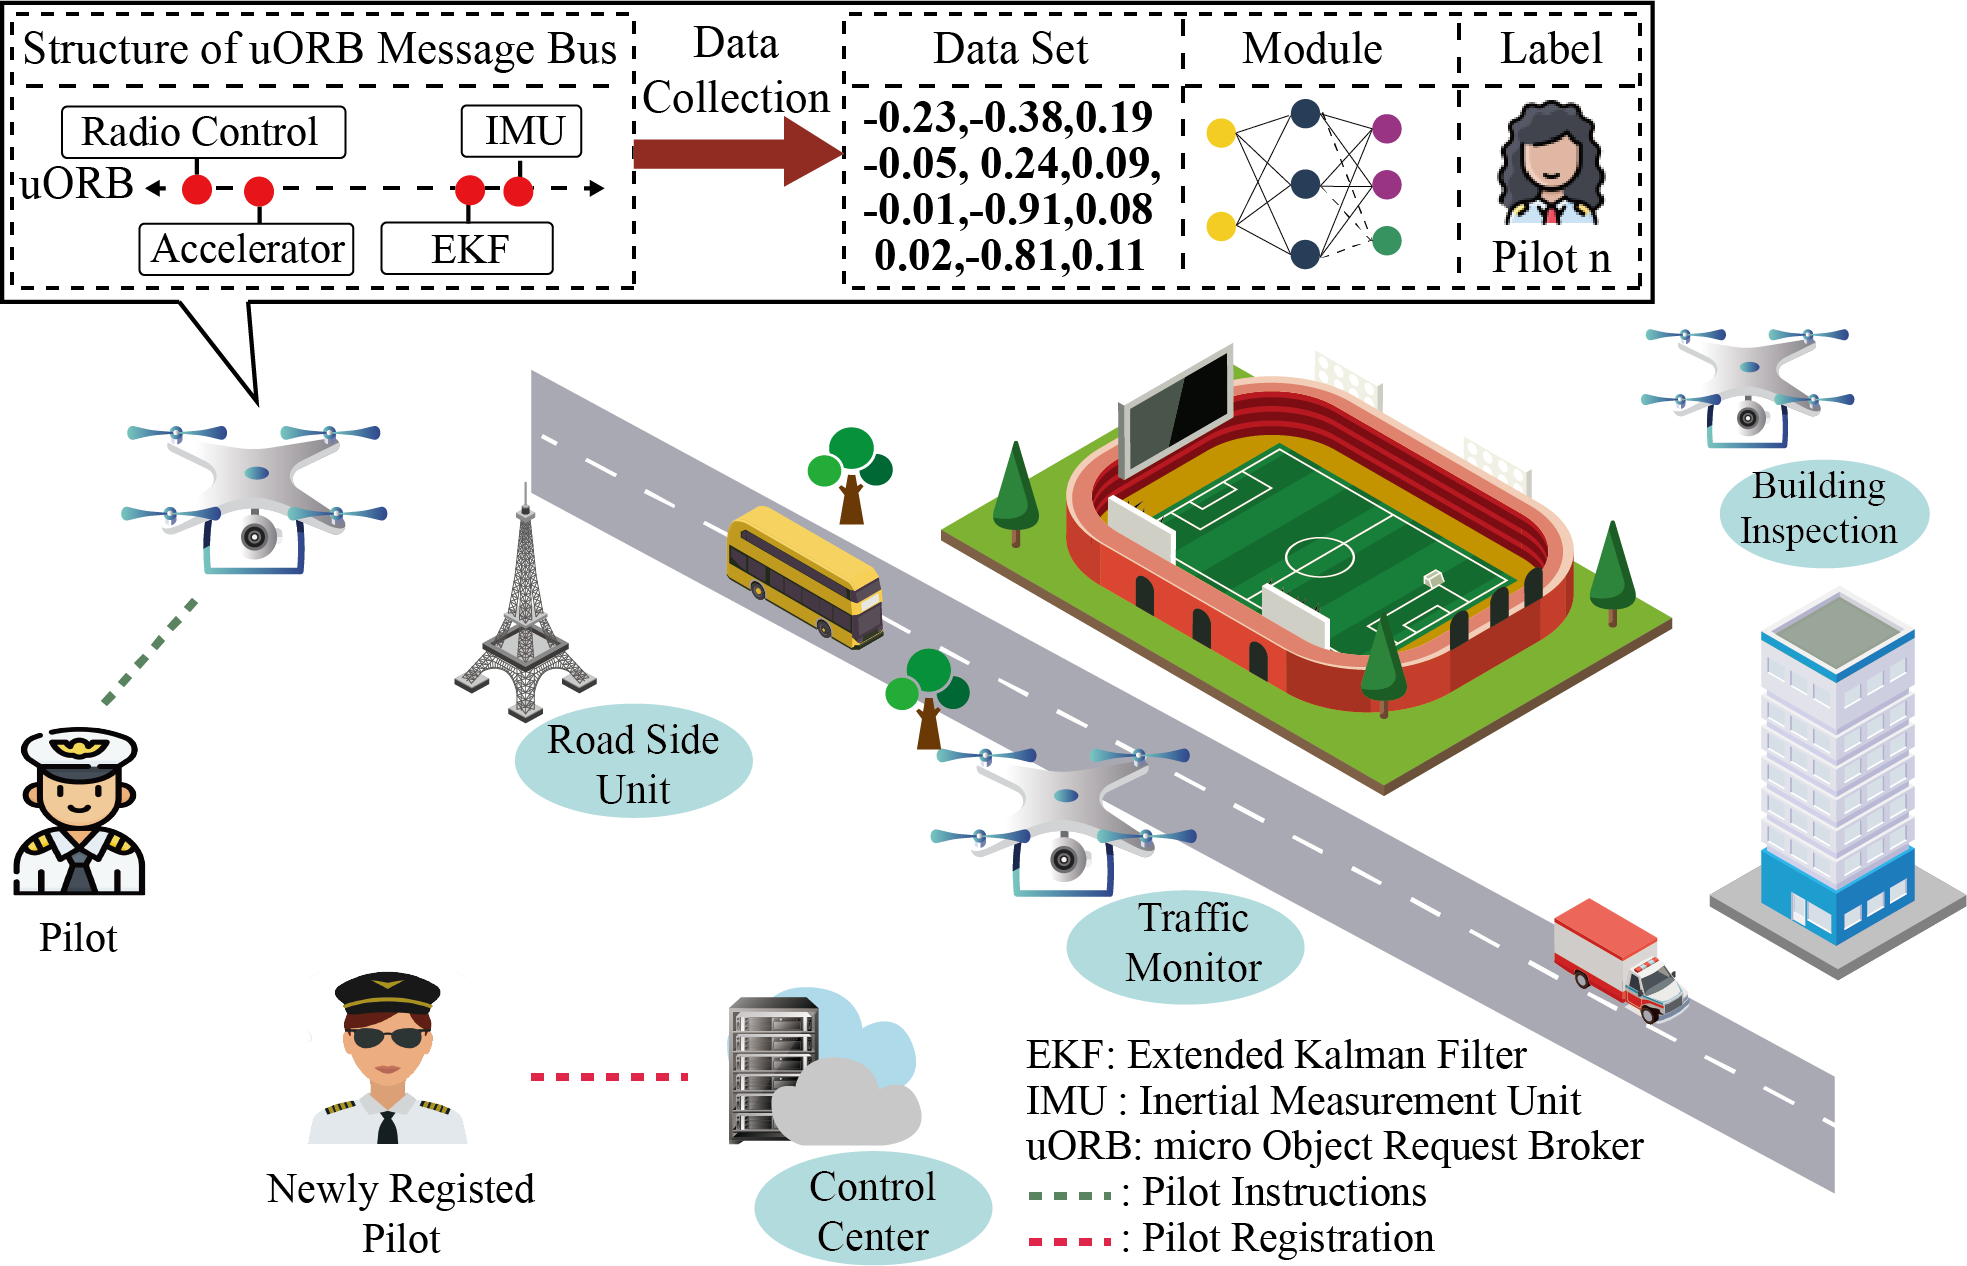 Structure of uORB Message Bus
Radio Control
IMU
uORB
Accelerator
EKF
Data
Collection
Data Set
Module
Label
-0.23,-0.38,0.19
-0.05, 0.24,0.09,
-0.01,-0.91,0.08
0.02,-0.81,0.11
Pilot n
Building
Inspection
Road Side
Unit
Pilot
Traffic
Monitor
Newly Registed
Pilot
Control
Center
EKF: Extended Kalman Filter
IMU : Inertial Measurement Unit
uORB: micro Object Request Broker
: Pilot Instructions
: Pilot Registration